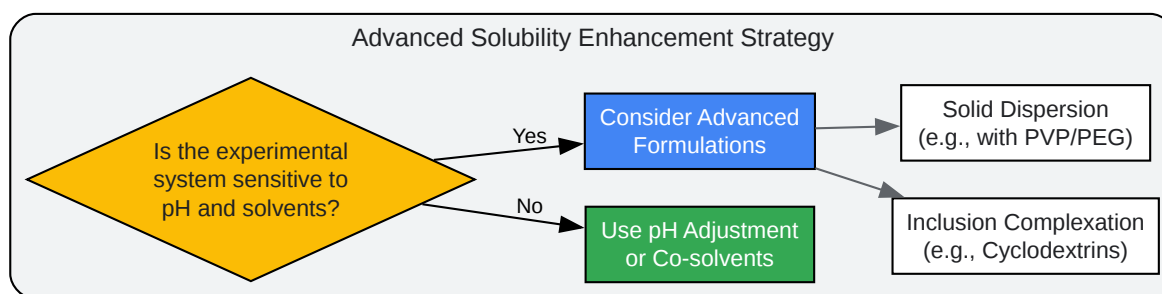 Advanced Solubility Enhancement Strategy
Is the experimental
system sensitive to
pH and solvents?
Yes
No
Consider Advanced
Formulations
Use pH Adjustment
or Co-solvents
Solid Dispersion
(e.g., with PVP/PEG)
Inclusion Complexation
(e.g., Cyclodextrins)